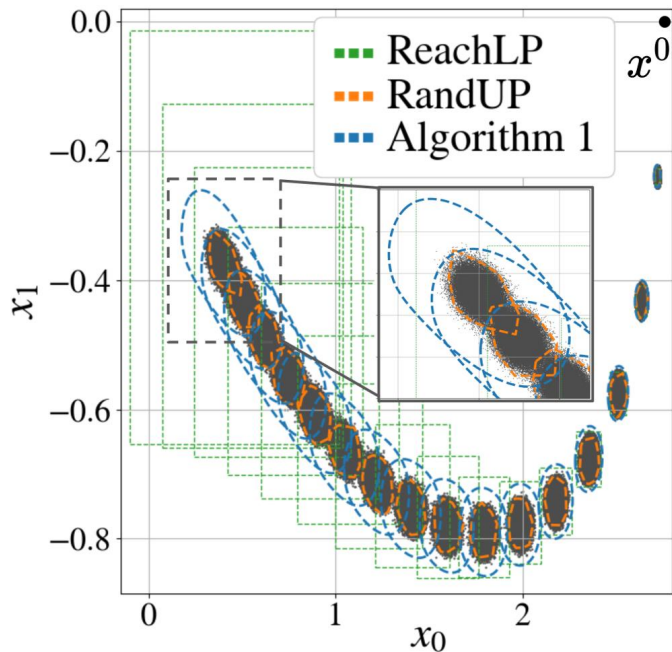 0.0
ReachLP
x⁰
RandUP
Algorithm 1
−0.2
x₁
−0.4
−0.6
−0.8
0
1
2
x₀